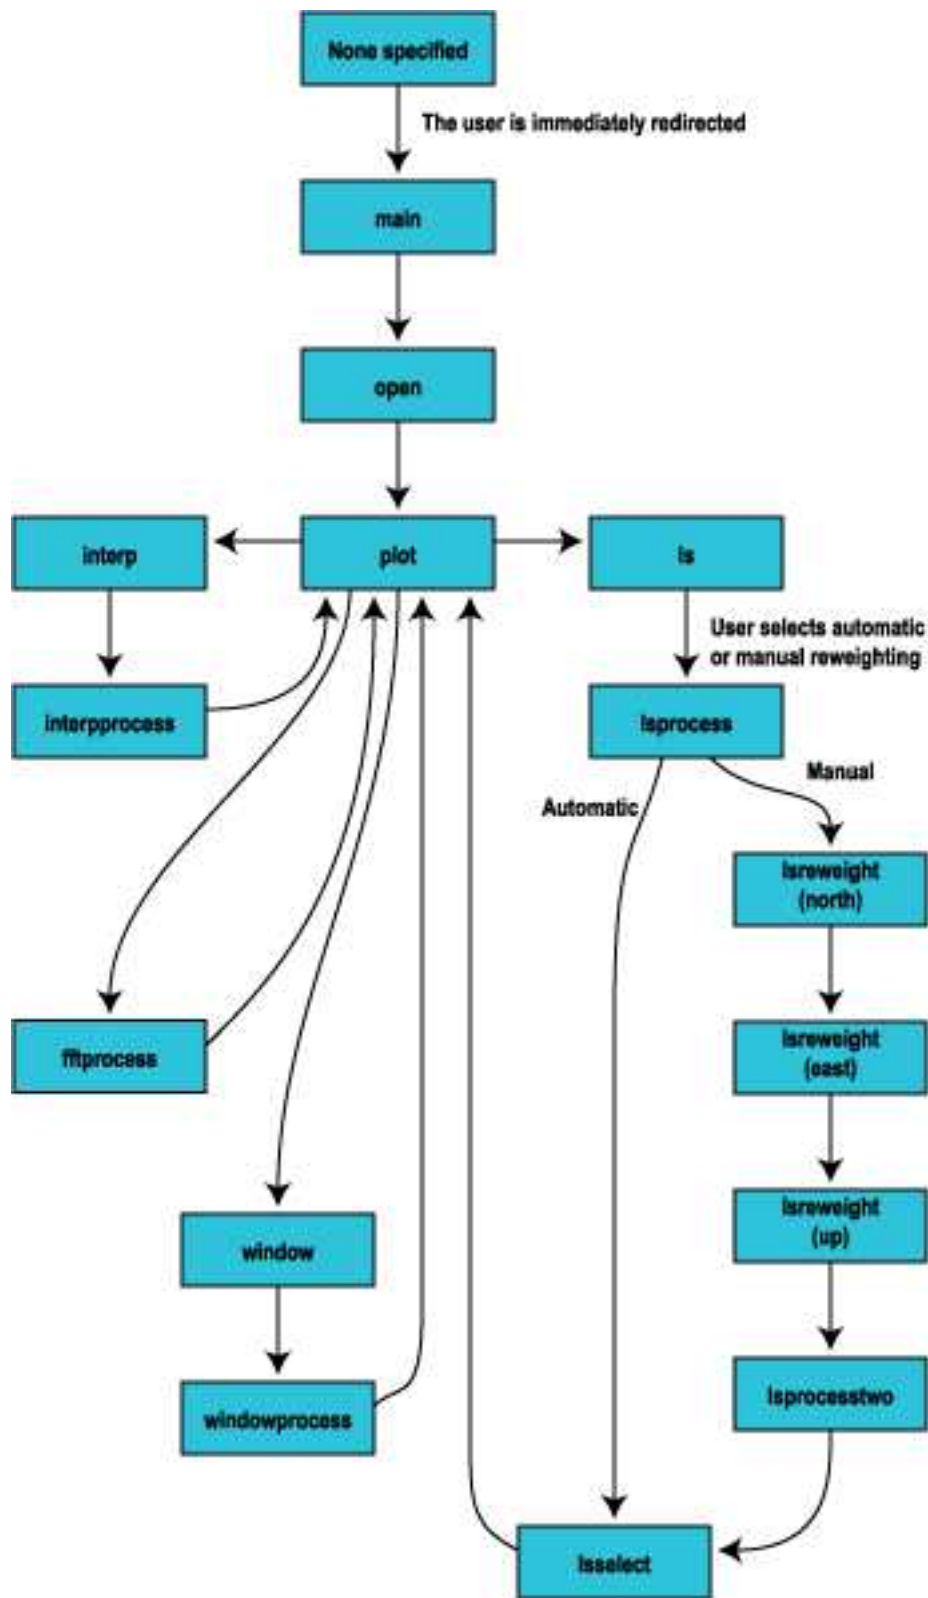 None specified
The user is immediately redirected
main
open
interp
plot
is
User selects automatic
or manual reweighting
interpprocess
lsprocess
Manual
Automatic
lsreweight
(north)
fftprocess
lsreweight
(east)
lsreweight
(up)
window
lsprocesstwo
windowprocess
lsselect